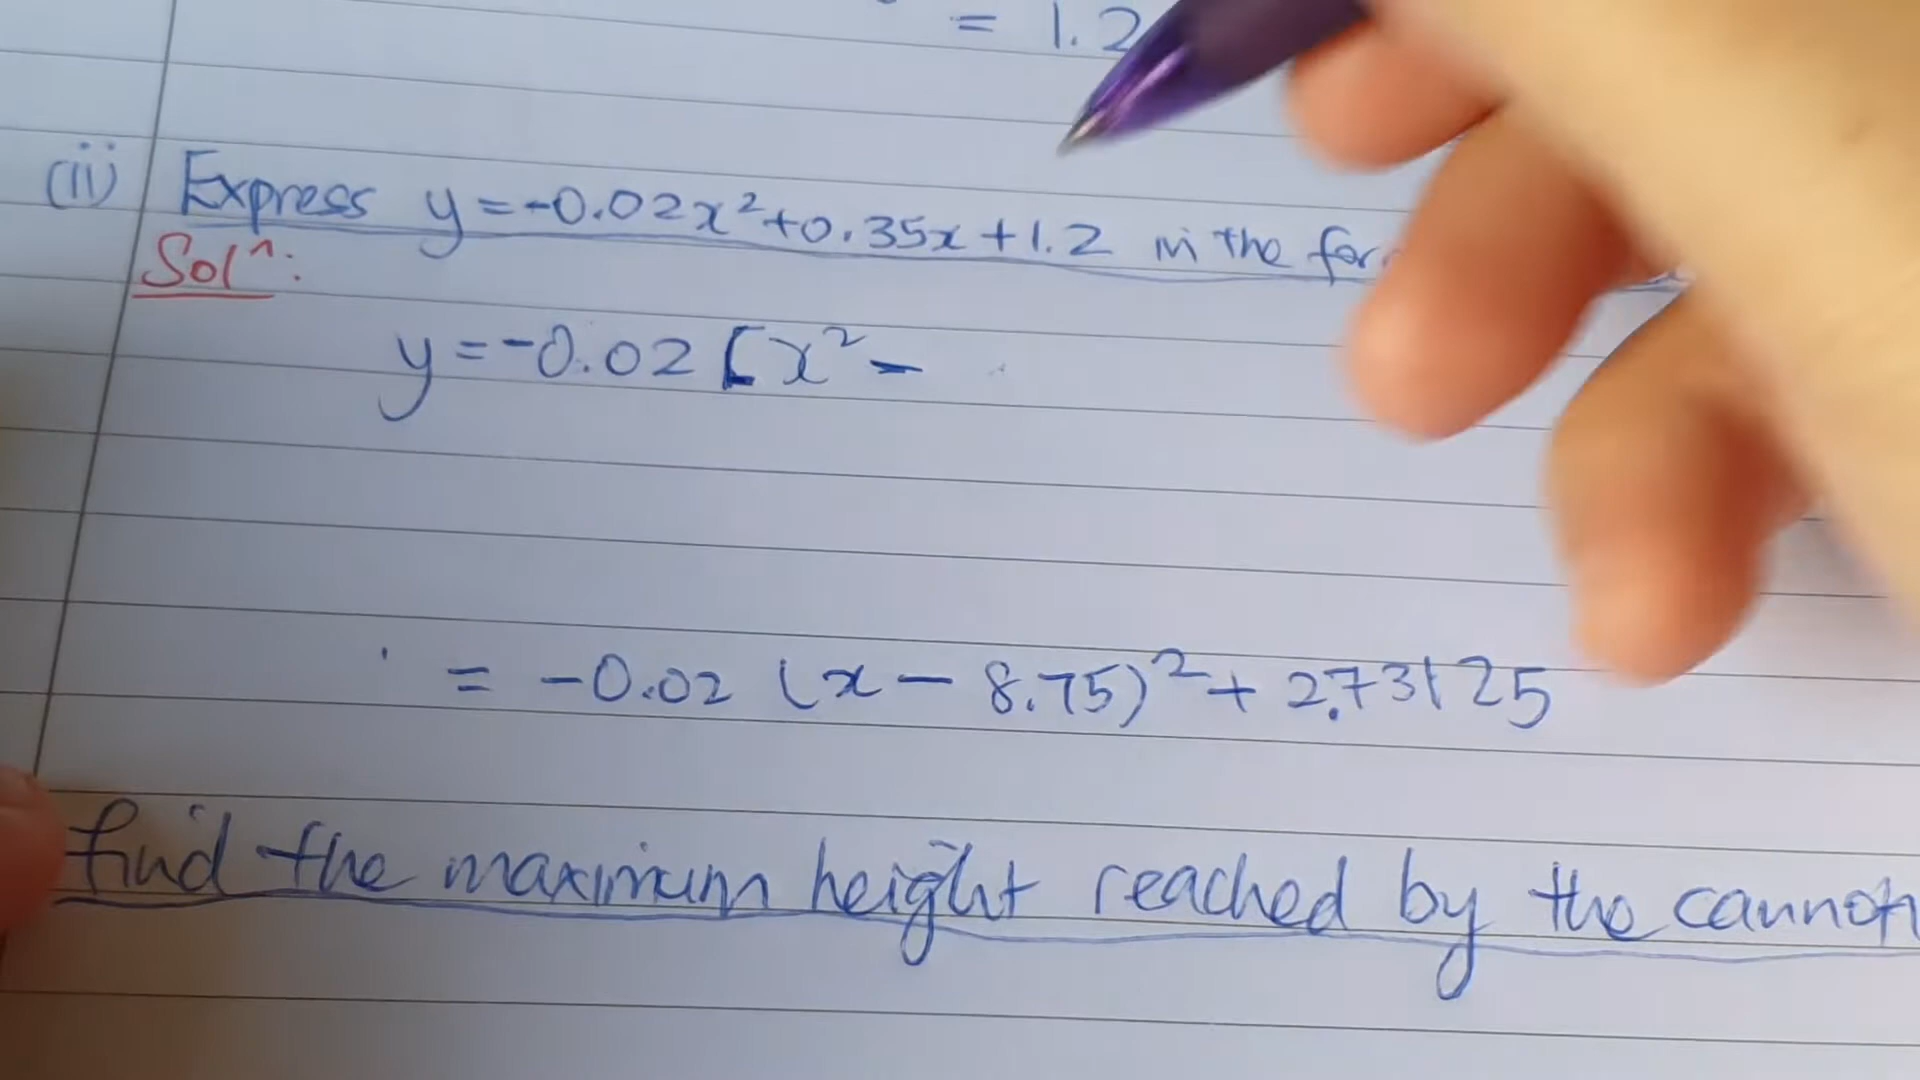 = 1.2
(ii) Express y=-0.02x²+0.35x+1.2 in the
Solⁿ:
y=-0.02[x²-
= -0.02 (x-8.75)²+2.73125
find the maximum height reached by the